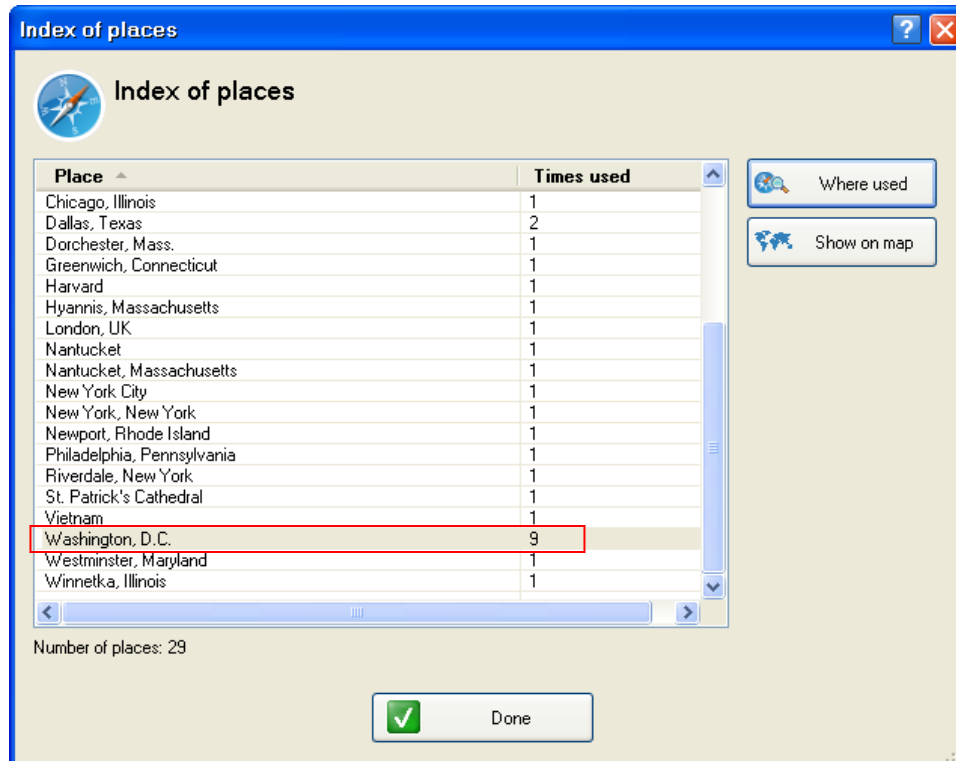 Index of places
Index of places
Place Times used
Where used
Chicago, Illinois 1
Dallas, Texas 2
Show on map
Dorchester, Mass. 1
Greenwich, Connecticut 1
Harvard 1
Hyannis, Massachusetts 1
London, UK 1
Nantucket 1
Nantucket, Massachusetts 1
New York City 1
New York, New York 1
Newport, Rhode Island 1
Philadelphia, Pennsylvania 1
Riverdale, New York 1
St. Patrick's Cathedral 1
Vietnam 1
Washington, D.C. 9
Westminster, Maryland 1
Winnetka, Illinois 1
Number of places: 29
Done